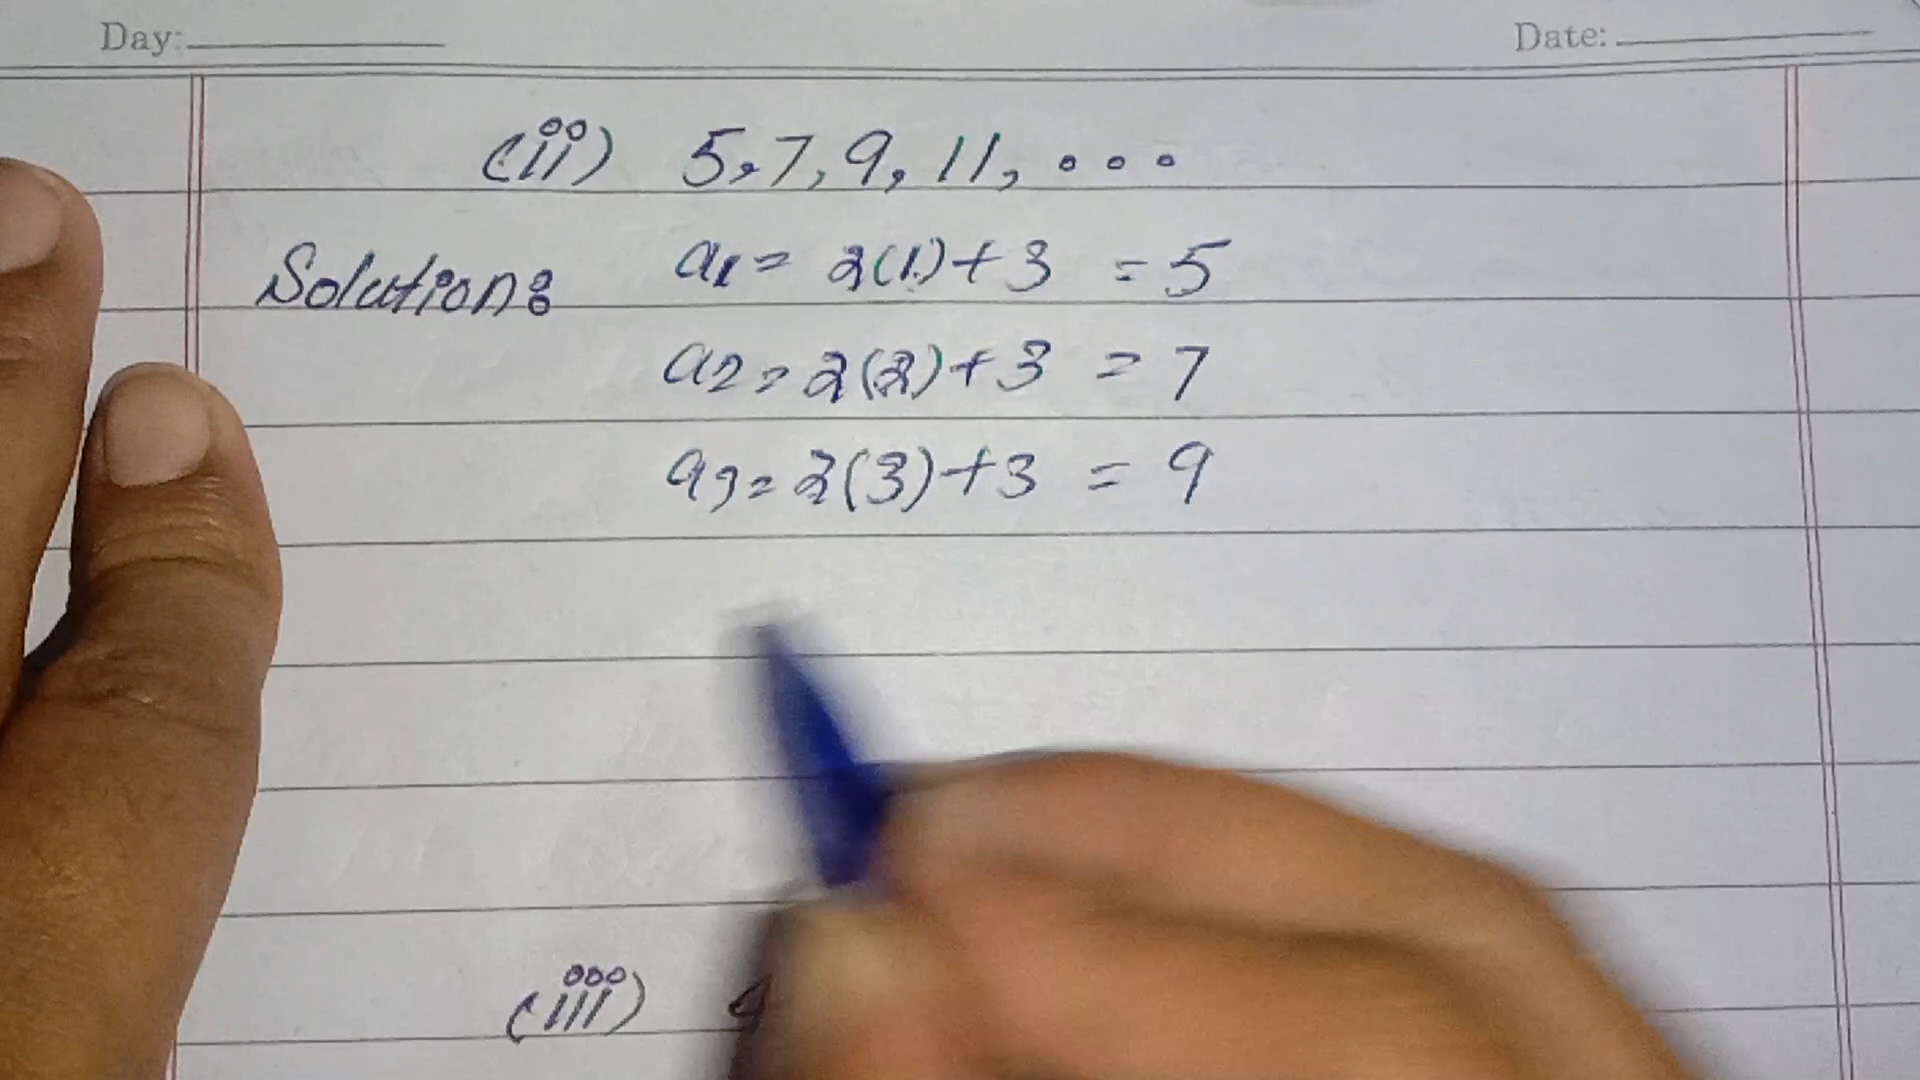 Day:
Date:
(ii) 5, 7, 9, 11, ...
Solution: a1 = 2(1)+3 = 5
a2 = 2(2)+3 = 7
a3 = 2(3)+3 = 9
(iii)